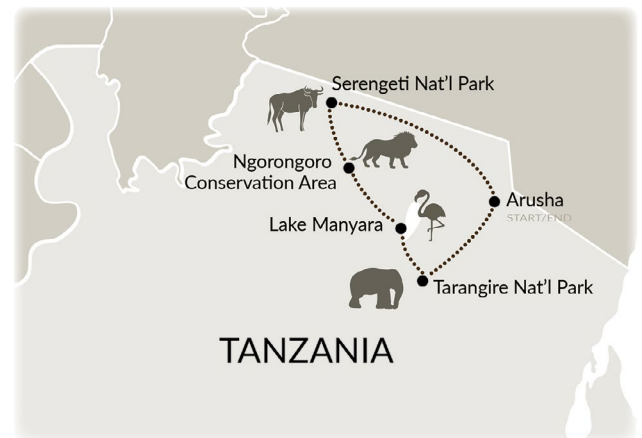 Serengeti Nat'l Park
Ngorongoro
Conservation Area
Arusha
START/END
Lake Manyara
Tarangire Nat'l Park
TANZANIA